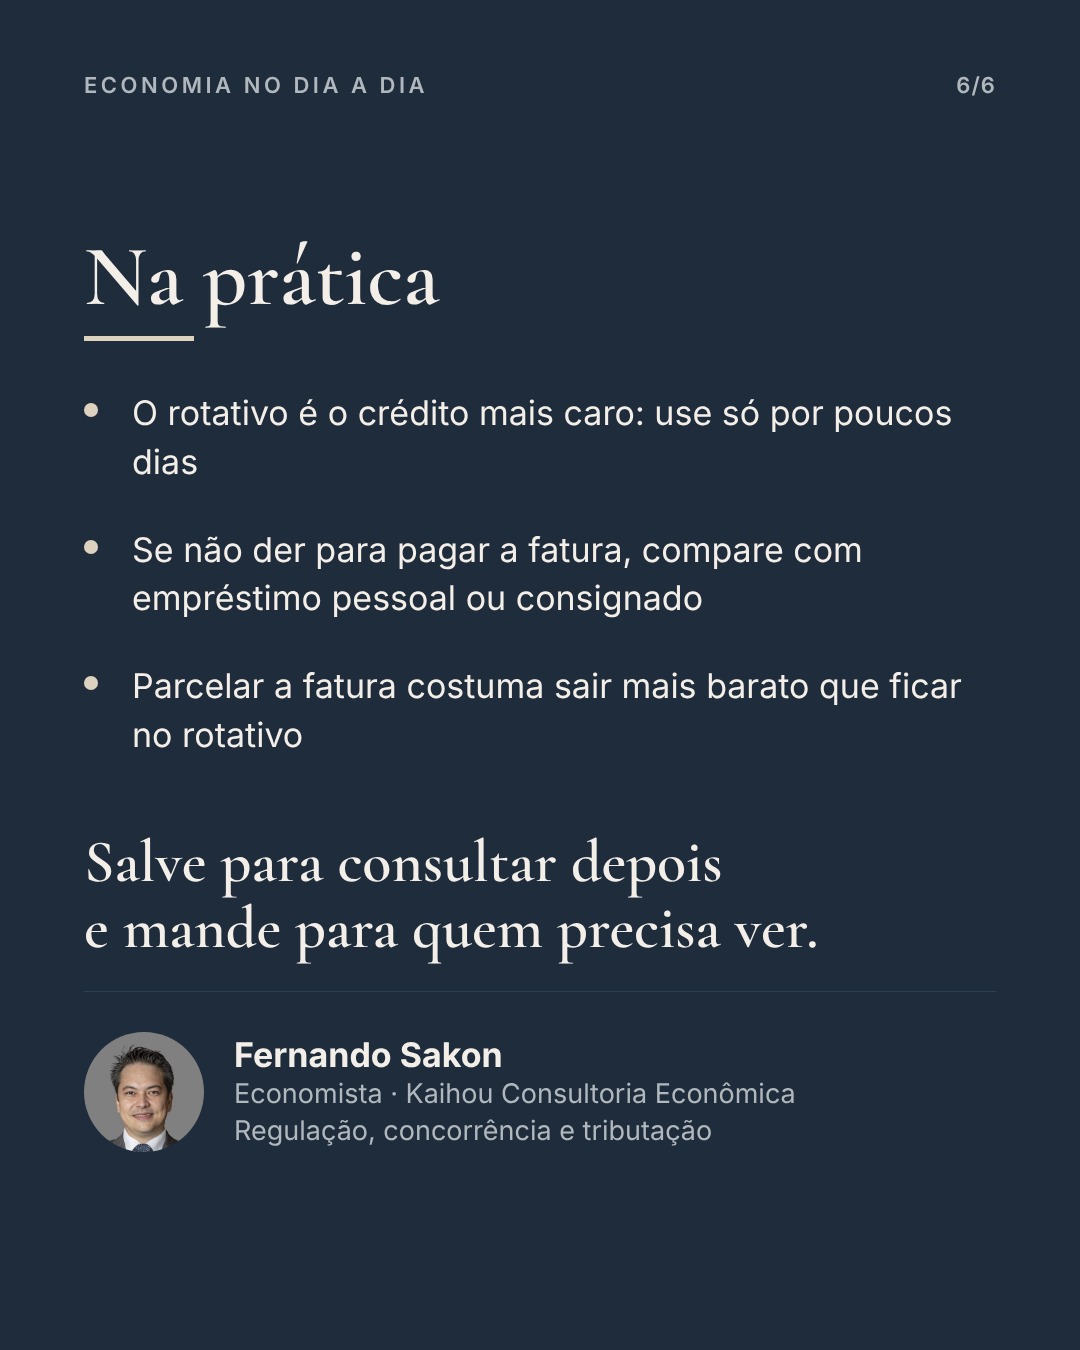 ECONOMIA NO DIA A DIA
6/6
Na prática
• O rotativo é o crédito mais caro: use só por poucos
dias
• Se não der para pagar a fatura, compare com
empréstimo pessoal ou consignado
• Parcelar a fatura costuma sair mais barato que ficar
no rotativo
Salve para consultar depois
e mande para quem precisa ver.
Fernando Sakon
Economista · Kaihou Consultoria Econômica
Regulação, concorrência e tributação